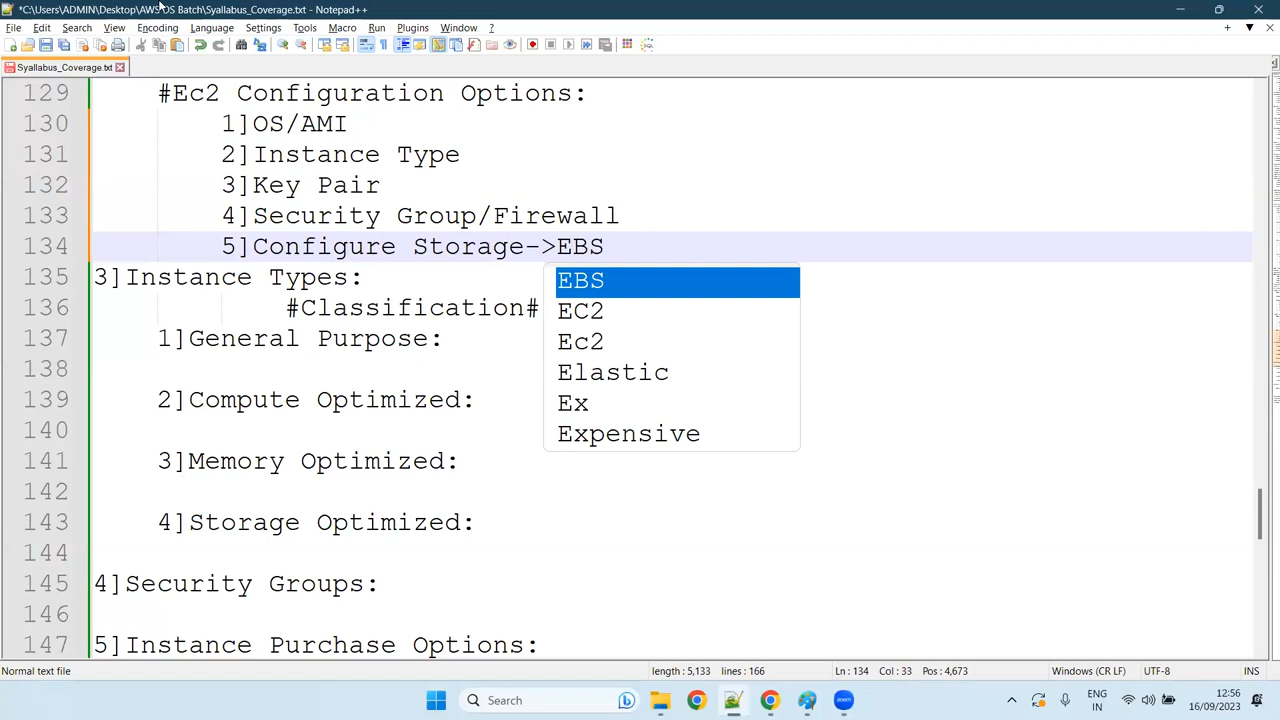 *C:\Users\ADMIN\Desktop\AWSOS Batch\Syallabus_Coverage.txt - Notepad++
File Edit Search View Encoding Language Settings Tools Macro Run Plugins Window ?
Syallabus_Coverage.txt
129 #Ec2 Configuration Options:
130 1]OS/AMI
131 2]Instance Type
132 3]Key Pair
133 4]Security Group/Firewall
134 5]Configure Storage->EBS
135 3]Instance Types:
EBS
136 #Classification#
EC2
137 1]General Purpose:
Ec2
138
Elastic
139 2]Compute Optimized:
Ex
140
Expensive
141 3]Memory Optimized:
142
143 4]Storage Optimized:
144
145 4]Security Groups:
146
147 5]Instance Purchase Options:
Normal text file length : 5,133 lines : 166 Ln : 134 Col : 33 Pos : 4,673 Windows (CR LF) UTF-8 INS
Search
zoom
ENG
IN
12:56
16/09/2023